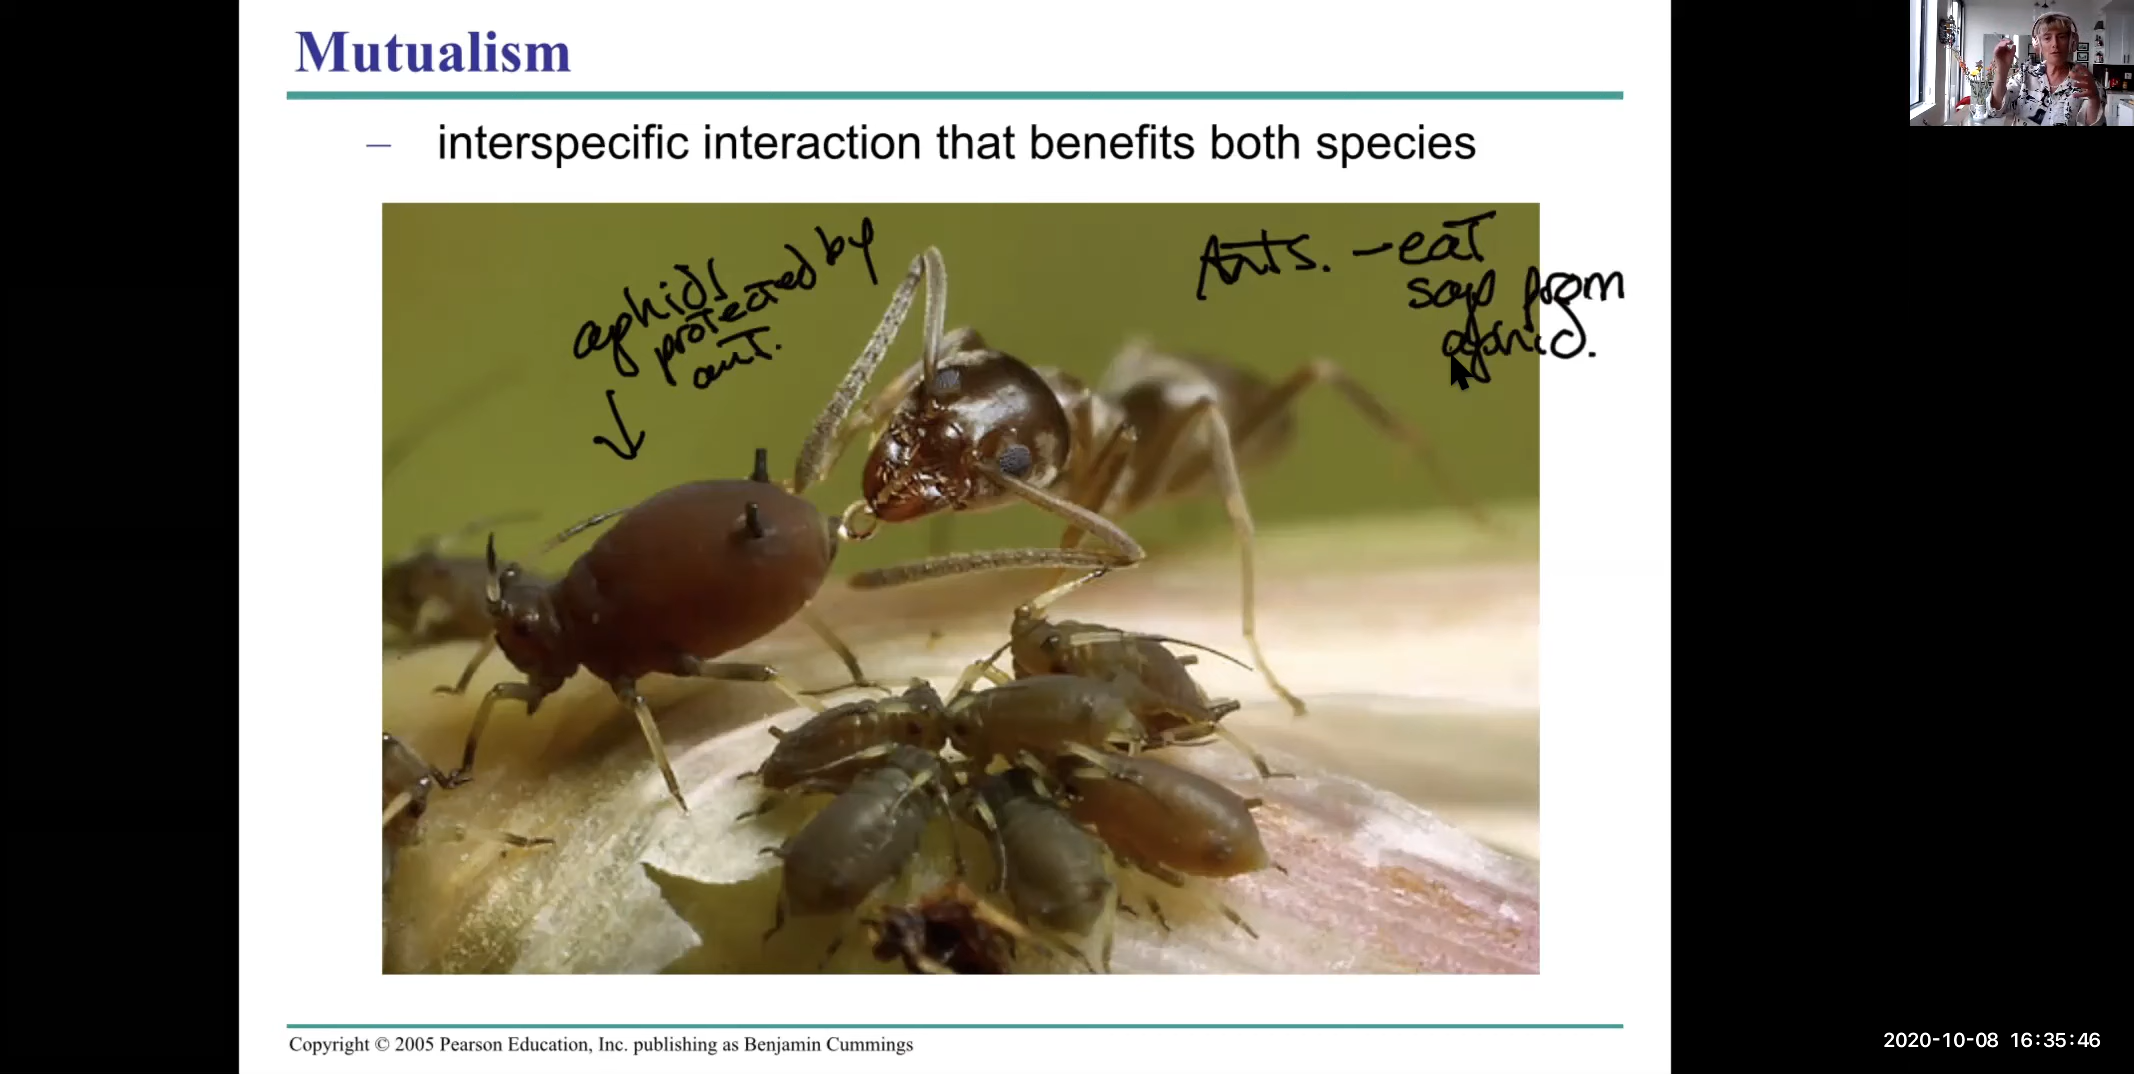 Mutualism
– interspecific interaction that benefits both species
aphids
protected by
ant.
Ants. - eat
sap from
aphid.
Copyright © 2005 Pearson Education, Inc. publishing as Benjamin Cummings
2020-10-08 16:35:46